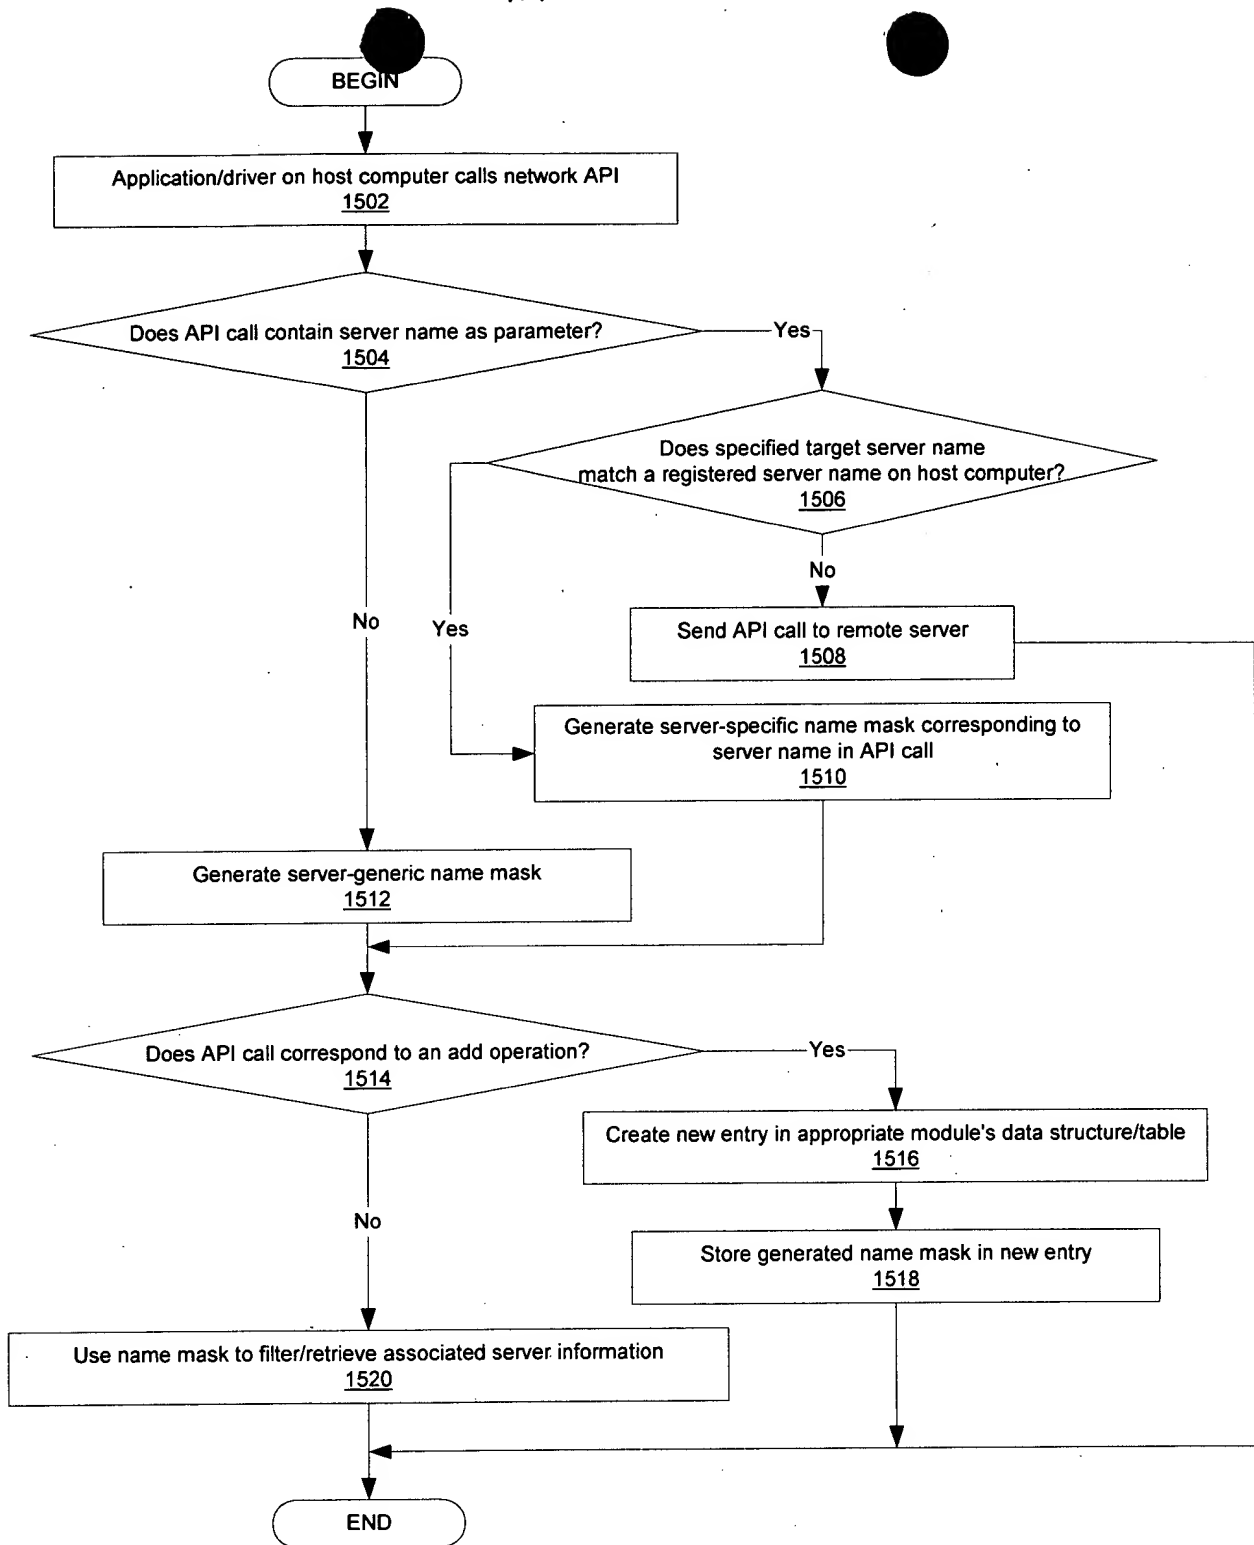 BEGIN
Application/driver on host computer calls network API
1502
Does API call contain server name as parameter?
1504
Yes
Does specified target server name
match a registered server name on host computer?
1506
No
No
Yes
Send API call to remote server
1508
Generate server-specific name mask corresponding to
server name in API call
1510
Generate server-generic name mask
1512
Does API call correspond to an add operation?
1514
Yes
Create new entry in appropriate module's data structure/table
1516
No
Store generated name mask in new entry
1518
Use name mask to filter/retrieve associated server information
1520
END